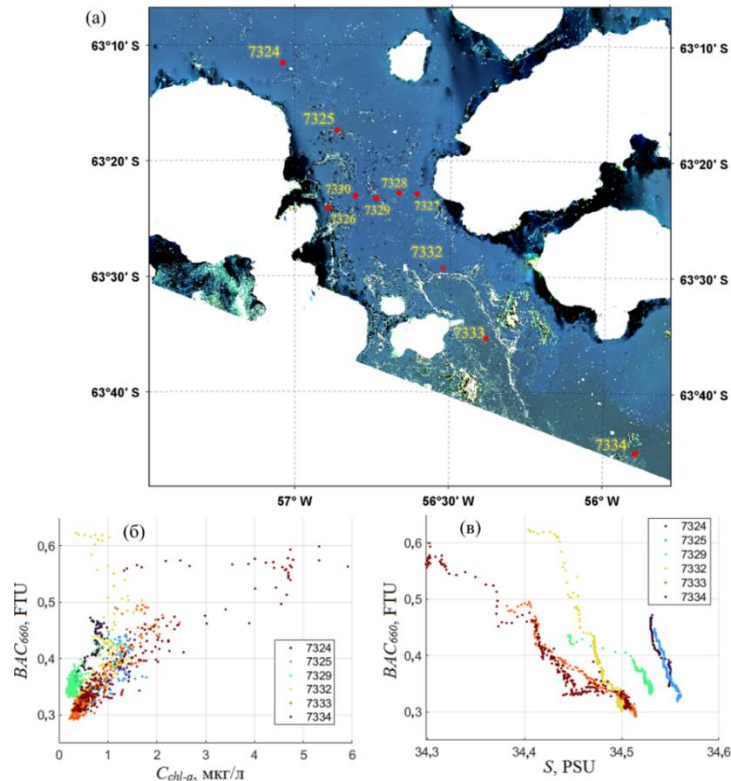 (а)
63°10' S
63°10' S
7324
7325
63°20' S
63°20' S
7330
7328
7326
7329
7327
7332
63°30' S
63°30' S
7333
63°40' S
63°40' S
7334
57° W
56°30' W
56° W
(б)
BAC660, FTU
0,6
0,5
0,4
0,3
7324
7325
7329
7332
7333
7334
0
1
2
3
4
5
6
Cchl-a, мкг/л
(в)
BAC660, FTU
0,6
0,5
0,4
0,3
7324
7325
7329
7332
7333
7334
34,3
34,4
34,5
34,6
S, PSU